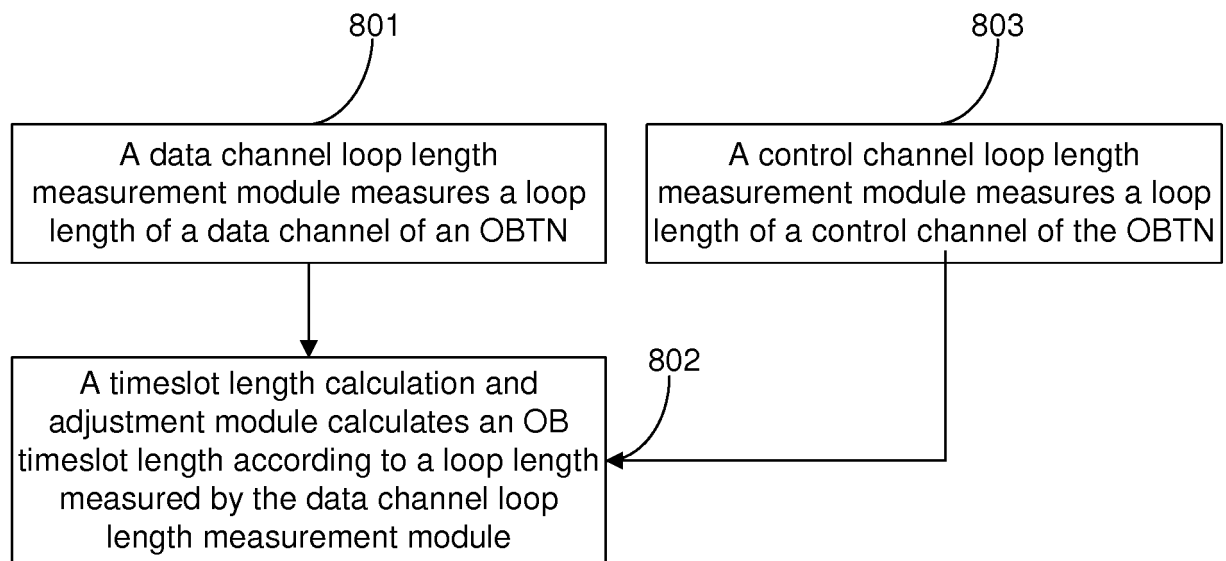 801
803
A data channel loop length
measurement module measures a loop
length of a data channel of an OBTN
A control channel loop length
measurement module measures a loop
length of a control channel of the OBTN
802
A timeslot length calculation and
adjustment module calculates an OB
timeslot length according to a loop length
measured by the data channel loop
length measurement module